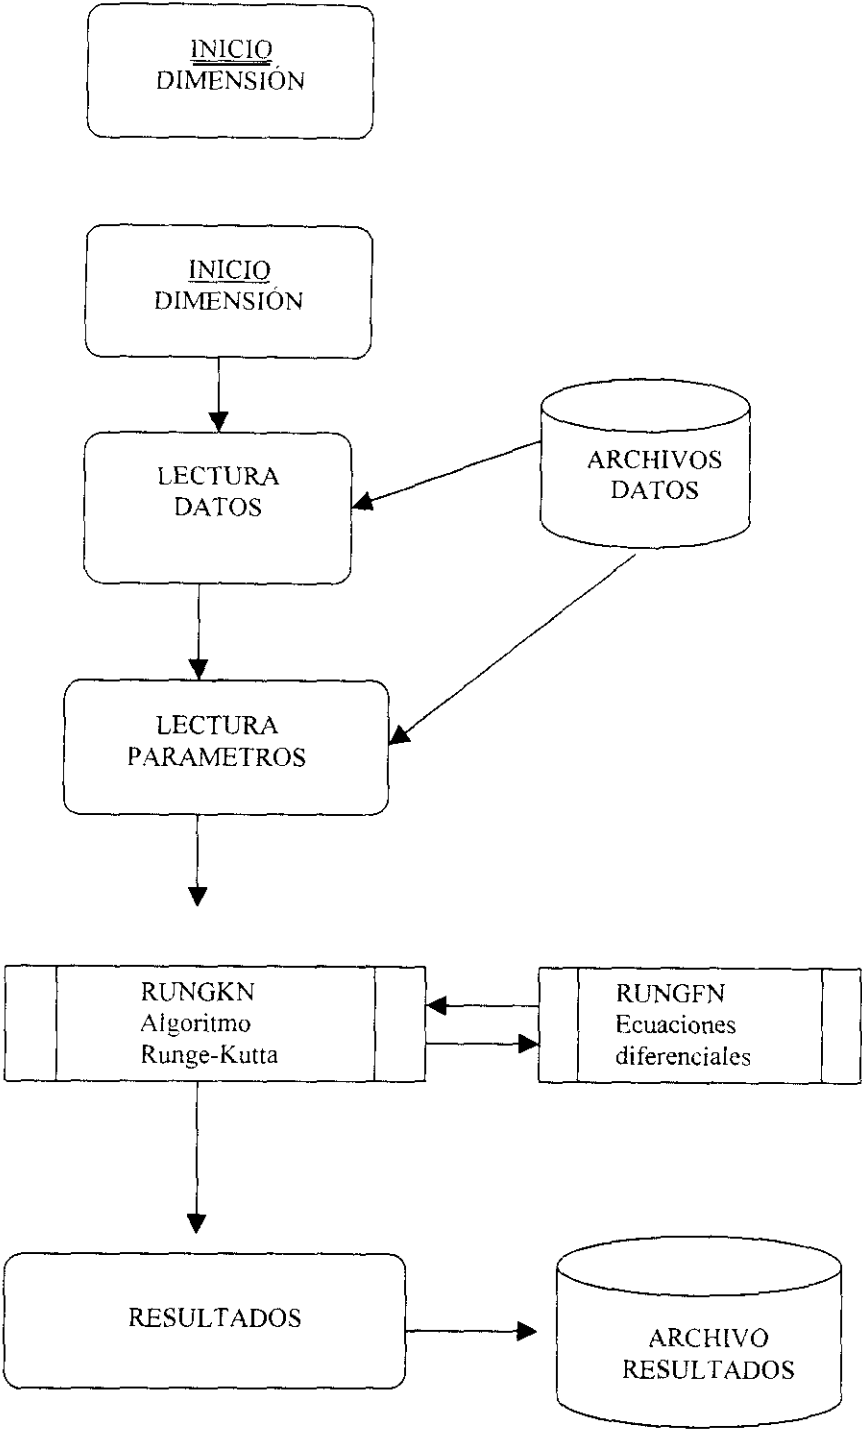 INICIO
DIMENSIÓN
INICIO
DIMENSIÓN
LECTURA
DATOS
ARCHIVOS
DATOS
LECTURA
PARAMETROS
RUNGKN
Algoritmo
Runge-Kutta
RUNGFN
Ecuaciones
diferenciales
RESULTADOS
ARCHIVO
RESULTADOS